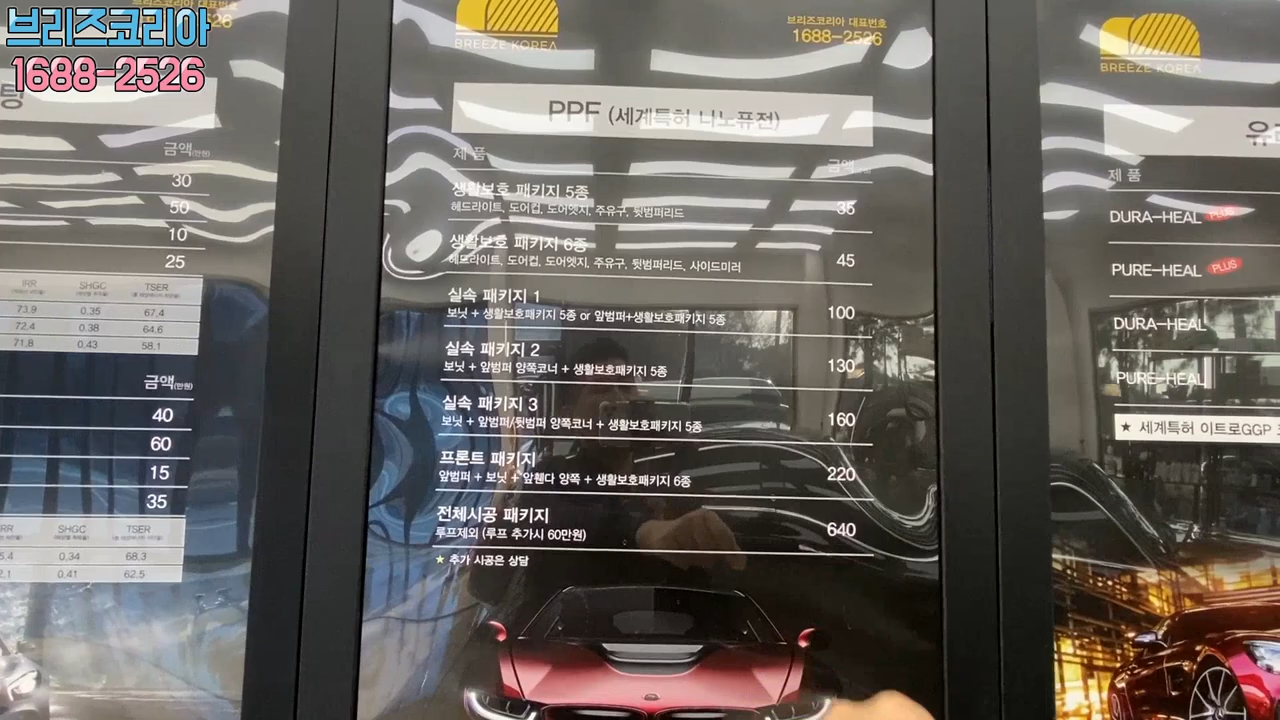 브리즈코리아
1688-2526
팅
금액(만원)
30
50
10
25
IRR SHGC TSER
73.9 0.35 67.4
72.4 0.38 64.6
71.8 0.43 58.1
금액(만원)
40
60
15
35
SHGC TSER
0.34 68.3
0.41 62.5
BREEZE KOREA
브리즈코리아 대표번호
1688-2526
PPF (세계특허 니노퓨전)
제 품 금액
생활보호 패키지 5종 35
헤드라이트, 도어컵, 도어엣지, 주유구, 뒷범퍼리드
생활보호 패키지 6종 45
헤드라이트, 도어컵, 도어엣지, 주유구, 뒷범퍼리드, 사이드미러
실속 패키지 1 100
보닛 + 생활보호패키지 5종 or 앞범퍼+생활보호패키지 5종
실속 패키지 2 130
보닛 + 앞범퍼 양쪽코너 + 생활보호패키지 5종
실속 패키지 3 160
보닛 + 앞범퍼/뒷범퍼 양쪽코너 + 생활보호패키지 5종
프론트 패키지 220
앞범퍼 + 보닛 + 앞휀다 양쪽 + 생활보호패키지 6종
전체시공 패키지 640
루프제외 (루프 추가시 60만원)
★ 추가 시공은 상담
BREEZE KOREA
유
제 품
DURA-HEAL PLUS
PURE-HEAL PLUS
DURA-HEAL
PURE-HEAL
★ 세계특허 이트로GGP